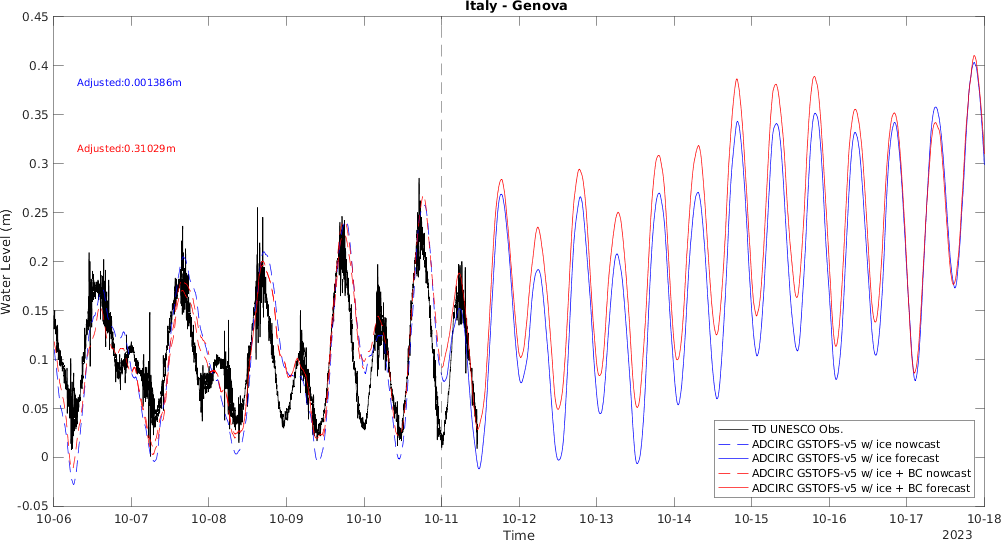 Italy - Genova
0.45
0.4
0.35
0.3
0.25
0.2
0.15
0.1
0.05
0
-0.05
Water Level (m)
Adjusted:0.001386m
Adjusted:0.31029m
TD UNESCO Obs.
ADCIRC GSTOFS-v5 w/ ice nowcast
ADCIRC GSTOFS-v5 w/ ice forecast
ADCIRC GSTOFS-v5 w/ ice + BC nowcast
ADCIRC GSTOFS-v5 w/ ice + BC forecast
10-06 10-07 10-08 10-09 10-10 10-11 10-12 10-13 10-14 10-15 10-16 10-17 10-18
Time
2023